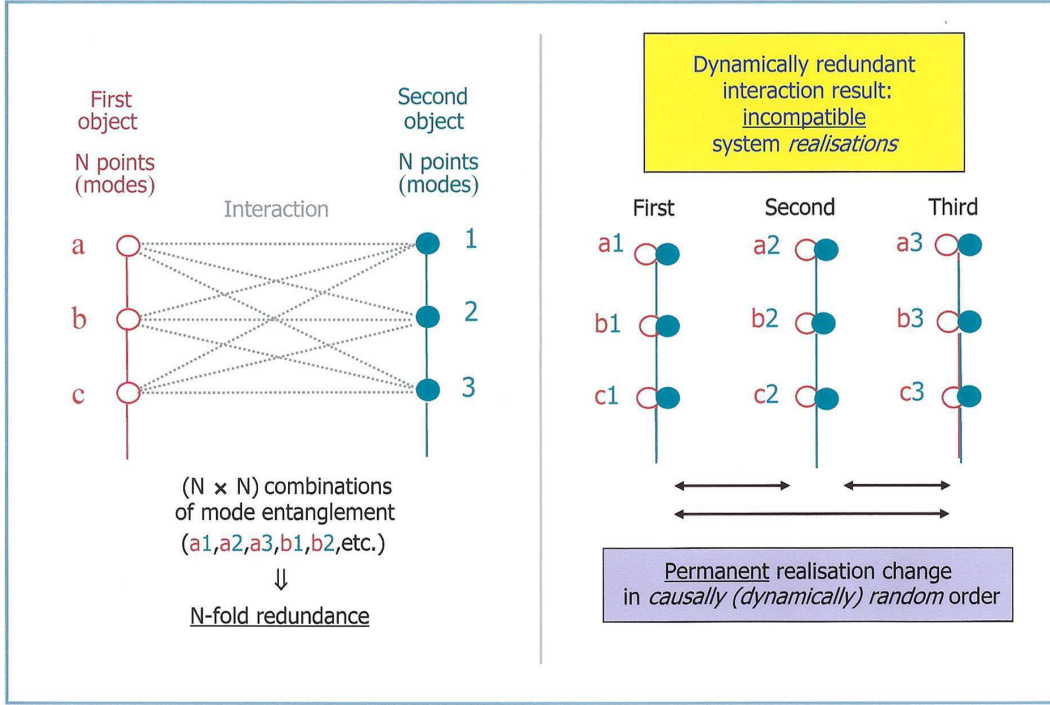 First
object
N points
(modes)
Second
object
N points
(modes)
Interaction
a
b
c
1
2
3
(N × N) combinations
of mode entanglement
(a1,a2,a3,b1,b2,etc.)
⇓
N-fold redundance
Dynamically redundant
interaction result:
incompatible
system realisations
First Second Third
a1 a2 a3
b1 b2 b3
c1 c2 c3
Permanent realisation change
in causally (dynamically) random order